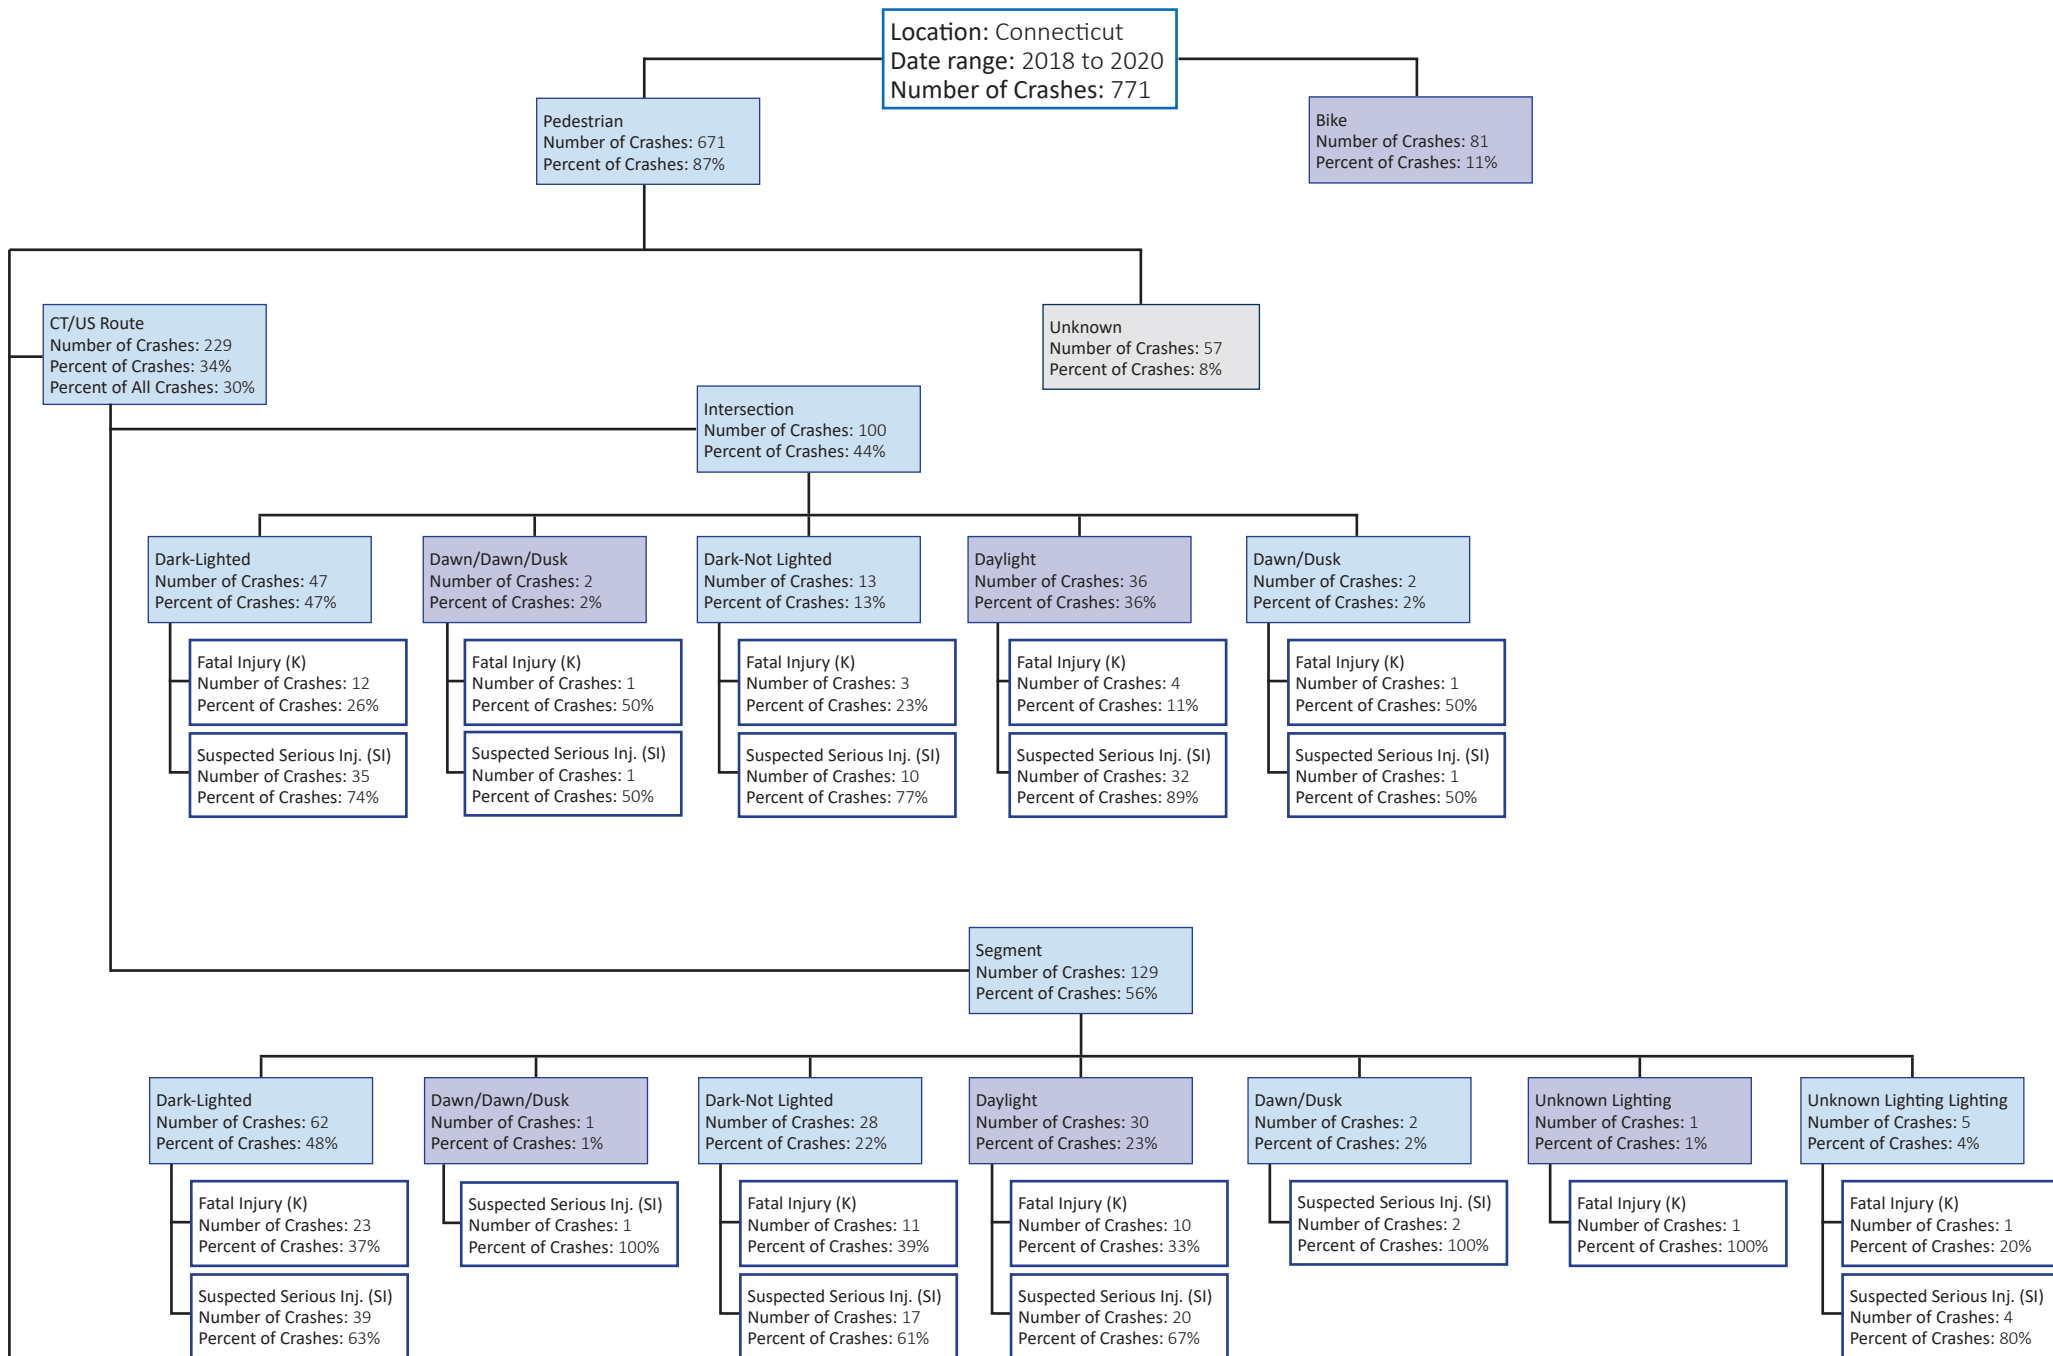 Location: Connecticut
Date range: 2018 to 2020
Number of Crashes: 771
Pedestrian
Number of Crashes: 671
Percent of Crashes: 87%
Bike
Number of Crashes: 81
Percent of Crashes: 11%
CT/US Route
Number of Crashes: 229
Percent of Crashes: 34%
Percent of All Crashes: 30%
Unknown
Number of Crashes: 57
Percent of Crashes: 8%
Intersection
Number of Crashes: 100
Percent of Crashes: 44%
Dark-Lighted
Number of Crashes: 47
Percent of Crashes: 47%
Fatal Injury (K)
Number of Crashes: 12
Percent of Crashes: 26%
Suspected Serious Inj. (SI)
Number of Crashes: 35
Percent of Crashes: 74%
Dawn/Dawn/Dusk
Number of Crashes: 2
Percent of Crashes: 2%
Fatal Injury (K)
Number of Crashes: 1
Percent of Crashes: 50%
Suspected Serious Inj. (SI)
Number of Crashes: 1
Percent of Crashes: 50%
Dark-Not Lighted
Number of Crashes: 13
Percent of Crashes: 13%
Fatal Injury (K)
Number of Crashes: 3
Percent of Crashes: 23%
Suspected Serious Inj. (SI)
Number of Crashes: 10
Percent of Crashes: 77%
Daylight
Number of Crashes: 36
Percent of Crashes: 36%
Fatal Injury (K)
Number of Crashes: 4
Percent of Crashes: 11%
Suspected Serious Inj. (SI)
Number of Crashes: 32
Percent of Crashes: 89%
Dawn/Dusk
Number of Crashes: 2
Percent of Crashes: 2%
Fatal Injury (K)
Number of Crashes: 1
Percent of Crashes: 50%
Suspected Serious Inj. (SI)
Number of Crashes: 1
Percent of Crashes: 50%
Segment
Number of Crashes: 129
Percent of Crashes: 56%
Dark-Lighted
Number of Crashes: 62
Percent of Crashes: 48%
Fatal Injury (K)
Number of Crashes: 23
Percent of Crashes: 37%
Suspected Serious Inj. (SI)
Number of Crashes: 39
Percent of Crashes: 63%
Dawn/Dawn/Dusk
Number of Crashes: 1
Percent of Crashes: 1%
Suspected Serious Inj. (SI)
Number of Crashes: 1
Percent of Crashes: 100%
Dark-Not Lighted
Number of Crashes: 28
Percent of Crashes: 22%
Fatal Injury (K)
Number of Crashes: 11
Percent of Crashes: 39%
Suspected Serious Inj. (SI)
Number of Crashes: 17
Percent of Crashes: 61%
Daylight
Number of Crashes: 30
Percent of Crashes: 23%
Fatal Injury (K)
Number of Crashes: 10
Percent of Crashes: 33%
Suspected Serious Inj. (SI)
Number of Crashes: 20
Percent of Crashes: 67%
Dawn/Dusk
Number of Crashes: 2
Percent of Crashes: 2%
Suspected Serious Inj. (SI)
Number of Crashes: 2
Percent of Crashes: 100%
Unknown Lighting
Number of Crashes: 1
Percent of Crashes: 1%
Fatal Injury (K)
Number of Crashes: 1
Percent of Crashes: 100%
Unknown Lighting Lighting
Number of Crashes: 5
Percent of Crashes: 4%
Fatal Injury (K)
Number of Crashes: 1
Percent of Crashes: 20%
Suspected Serious Inj. (SI)
Number of Crashes: 4
Percent of Crashes: 80%